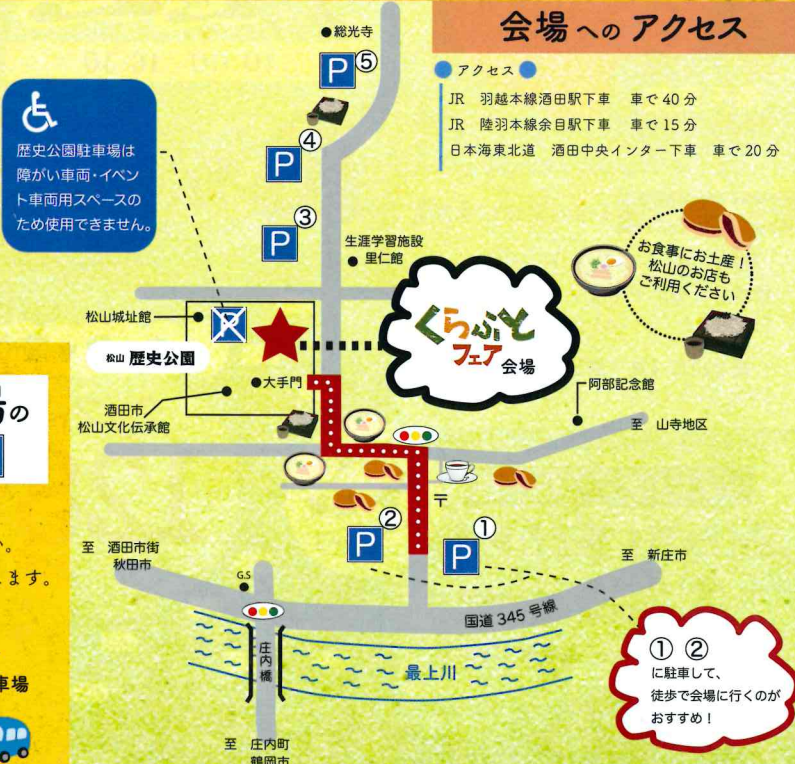 会場へのアクセス
アクセス
JR 羽越本線酒田駅下車 車で40分
JR 陸羽本線余目駅下車 車で15分
日本海東北道 酒田中央インター下車 車で20分
総光寺
P⑤
歴史公園駐車場は
障がい車両・イベン
ト車両用スペースの
ため使用できません。
P④
P③
生涯学習施設
里仁館
お食事にお土産!
松山のお店も
ご利用ください
松山城址館
P
くらふと
フェア会場
松山 歴史公園
大手門
酒田市
松山文化伝承館
阿部記念館
至 山寺地区
の
〒
P②
P①
至 酒田市街
秋田市
至 新庄市
。
ます。
G.S
国道345号線
庄内橋
最上川
① ②
に駐車して、
徒歩で会場に行くのが
おすすめ!
車場
至 庄内町
鶴岡市